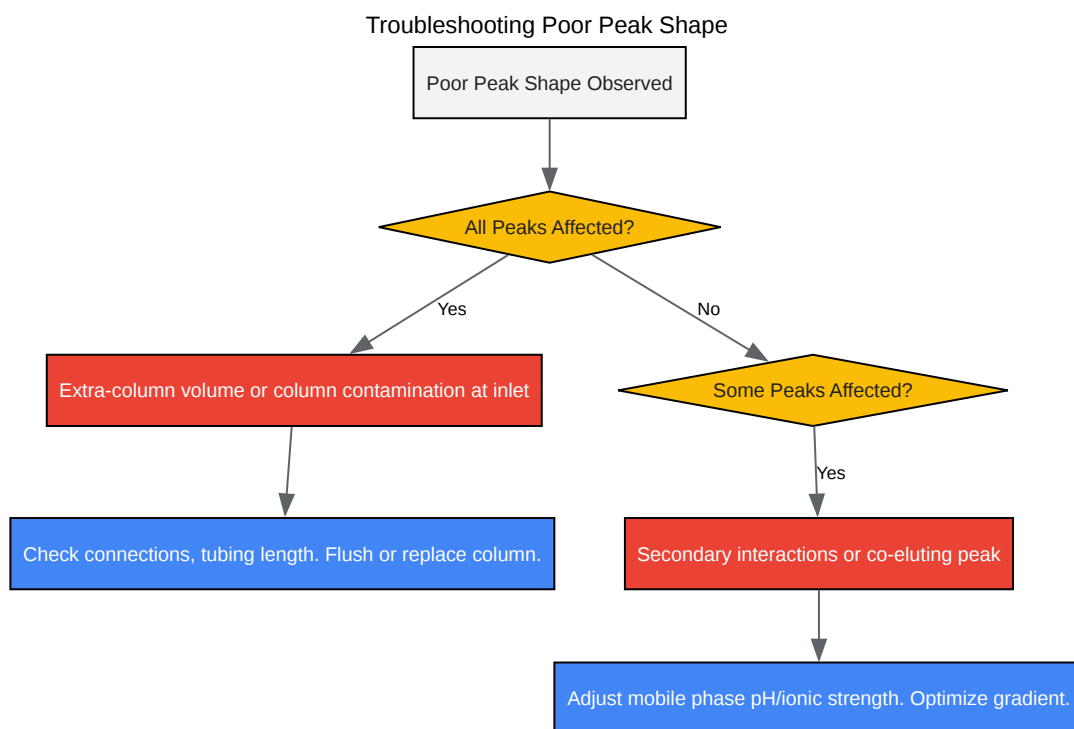 Troubleshooting Poor Peak Shape
Poor Peak Shape Observed
All Peaks Affected?
Yes
No
Extra-column volume or column contamination at inlet
Some Peaks Affected?
Yes
Check connections, tubing length. Flush or replace column.
Secondary interactions or co-eluting peak
Adjust mobile phase pH/ionic strength. Optimize gradient.